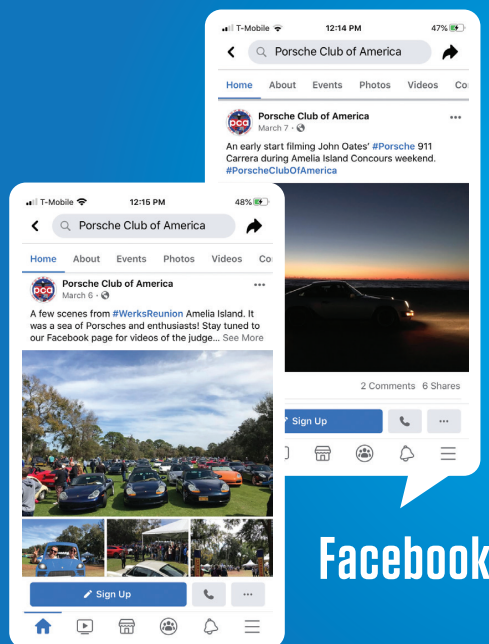 T-Mobile 12:14 PM 47%
Porsche Club of America
Home About Events Photos Videos Co
pca
Porsche Club of America
March 7 ·
An early start filming John Oates' #Porsche 911
Carrera during Amelia Island Concours weekend.
#PorscheClubOfAmerica
2 Comments 6 Shares
Sign Up
T-Mobile 12:15 PM 48%
Porsche Club of America
Home About Events Photos Videos Co
pca
Porsche Club of America
March 6 ·
A few scenes from #WerksReunion Amelia Island. It
was a sea of Porsches and enthusiasts! Stay tuned to
our Facebook page for videos of the judge... See More
Sign Up
Facebook